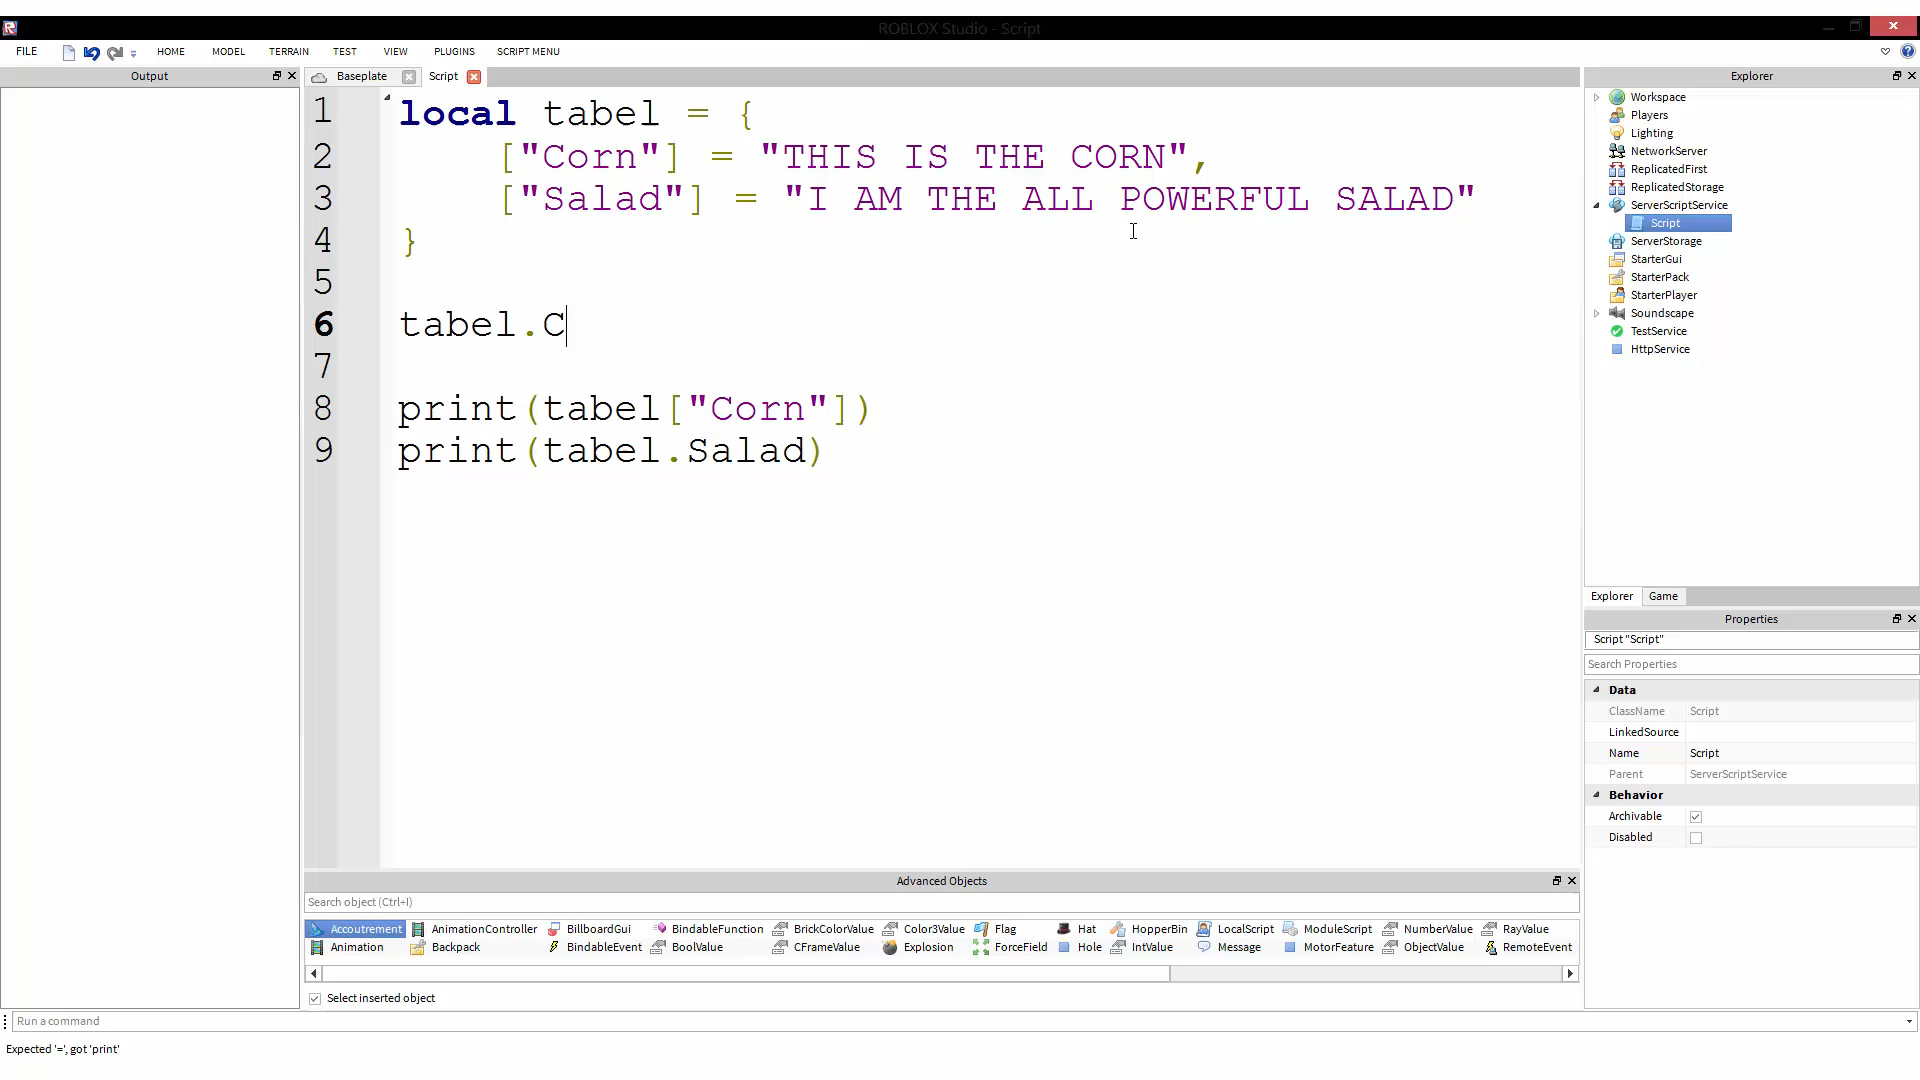 ROBLOX Studio - Script
FILE HOME MODEL TERRAIN TEST VIEW PLUGINS SCRIPT MENU
Output
Baseplate Script
1 local tabel = {
2 ["Corn"] = "THIS IS THE CORN",
3 ["Salad"] = "I AM THE ALL POWERFUL SALAD"
4 }
5
6 tabel.C
7
8 print(tabel["Corn"])
9 print(tabel.Salad)
Explorer
Workspace
Players
Lighting
NetworkServer
ReplicatedFirst
ReplicatedStorage
ServerScriptService
Script
ServerStorage
StarterGui
StarterPack
StarterPlayer
Soundscape
TestService
HttpService
Explorer Game
Properties
Script "Script"
Search Properties
Data
ClassName Script
LinkedSource
Name Script
Parent ServerScriptService
Behavior
Archivable
Disabled
Advanced Objects
Search object (Ctrl+I)
Accoutrement AnimationController BillboardGui BindableFunction BrickColorValue Color3Value Flag Hat HopperBin LocalScript ModuleScript NumberValue RayValue
Animation Backpack BindableEvent BoolValue CFrameValue Explosion ForceField Hole IntValue Message MotorFeature ObjectValue RemoteEvent
Select inserted object
Run a command
Expected '=', got 'print'